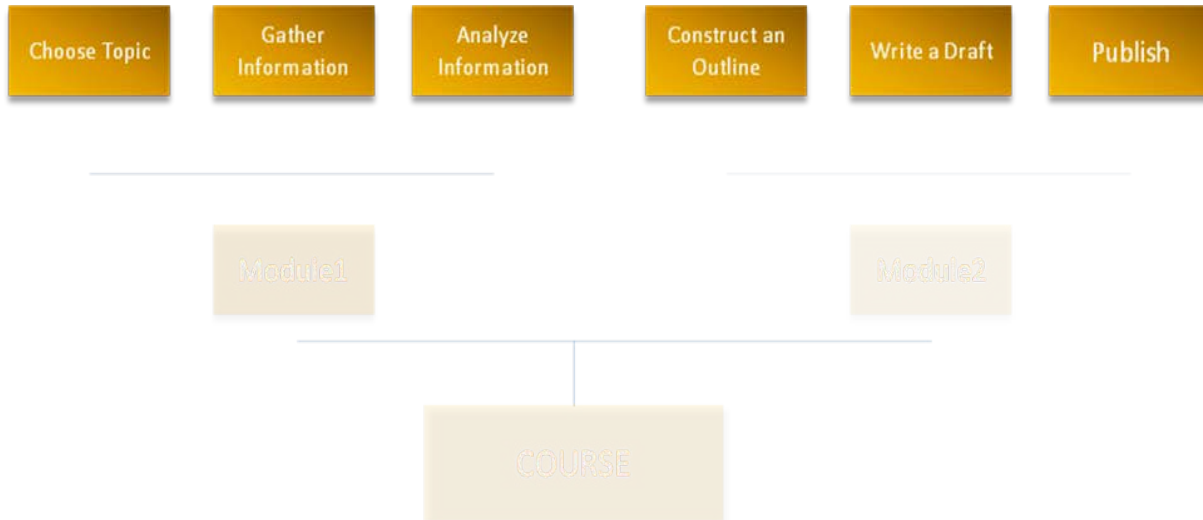 Choose Topic
Gather
Information
Analyze
Information
Construct an
Outline
Write a Draft
Publish
Module1
Module2
COURSE